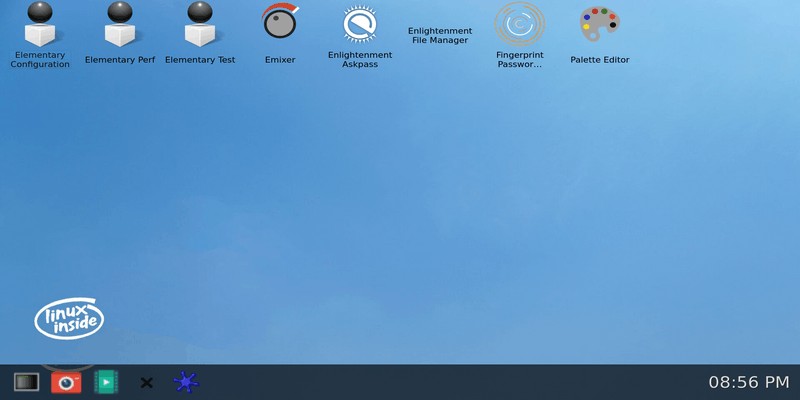 Elementary
Configuration
Elementary Perf
Elementary Test
Emixer
Enlightenment
Askpass
Enlightenment
File Manager
Fingerprint
Passwor...
Palette Editor
linux
inside
08:56 PM